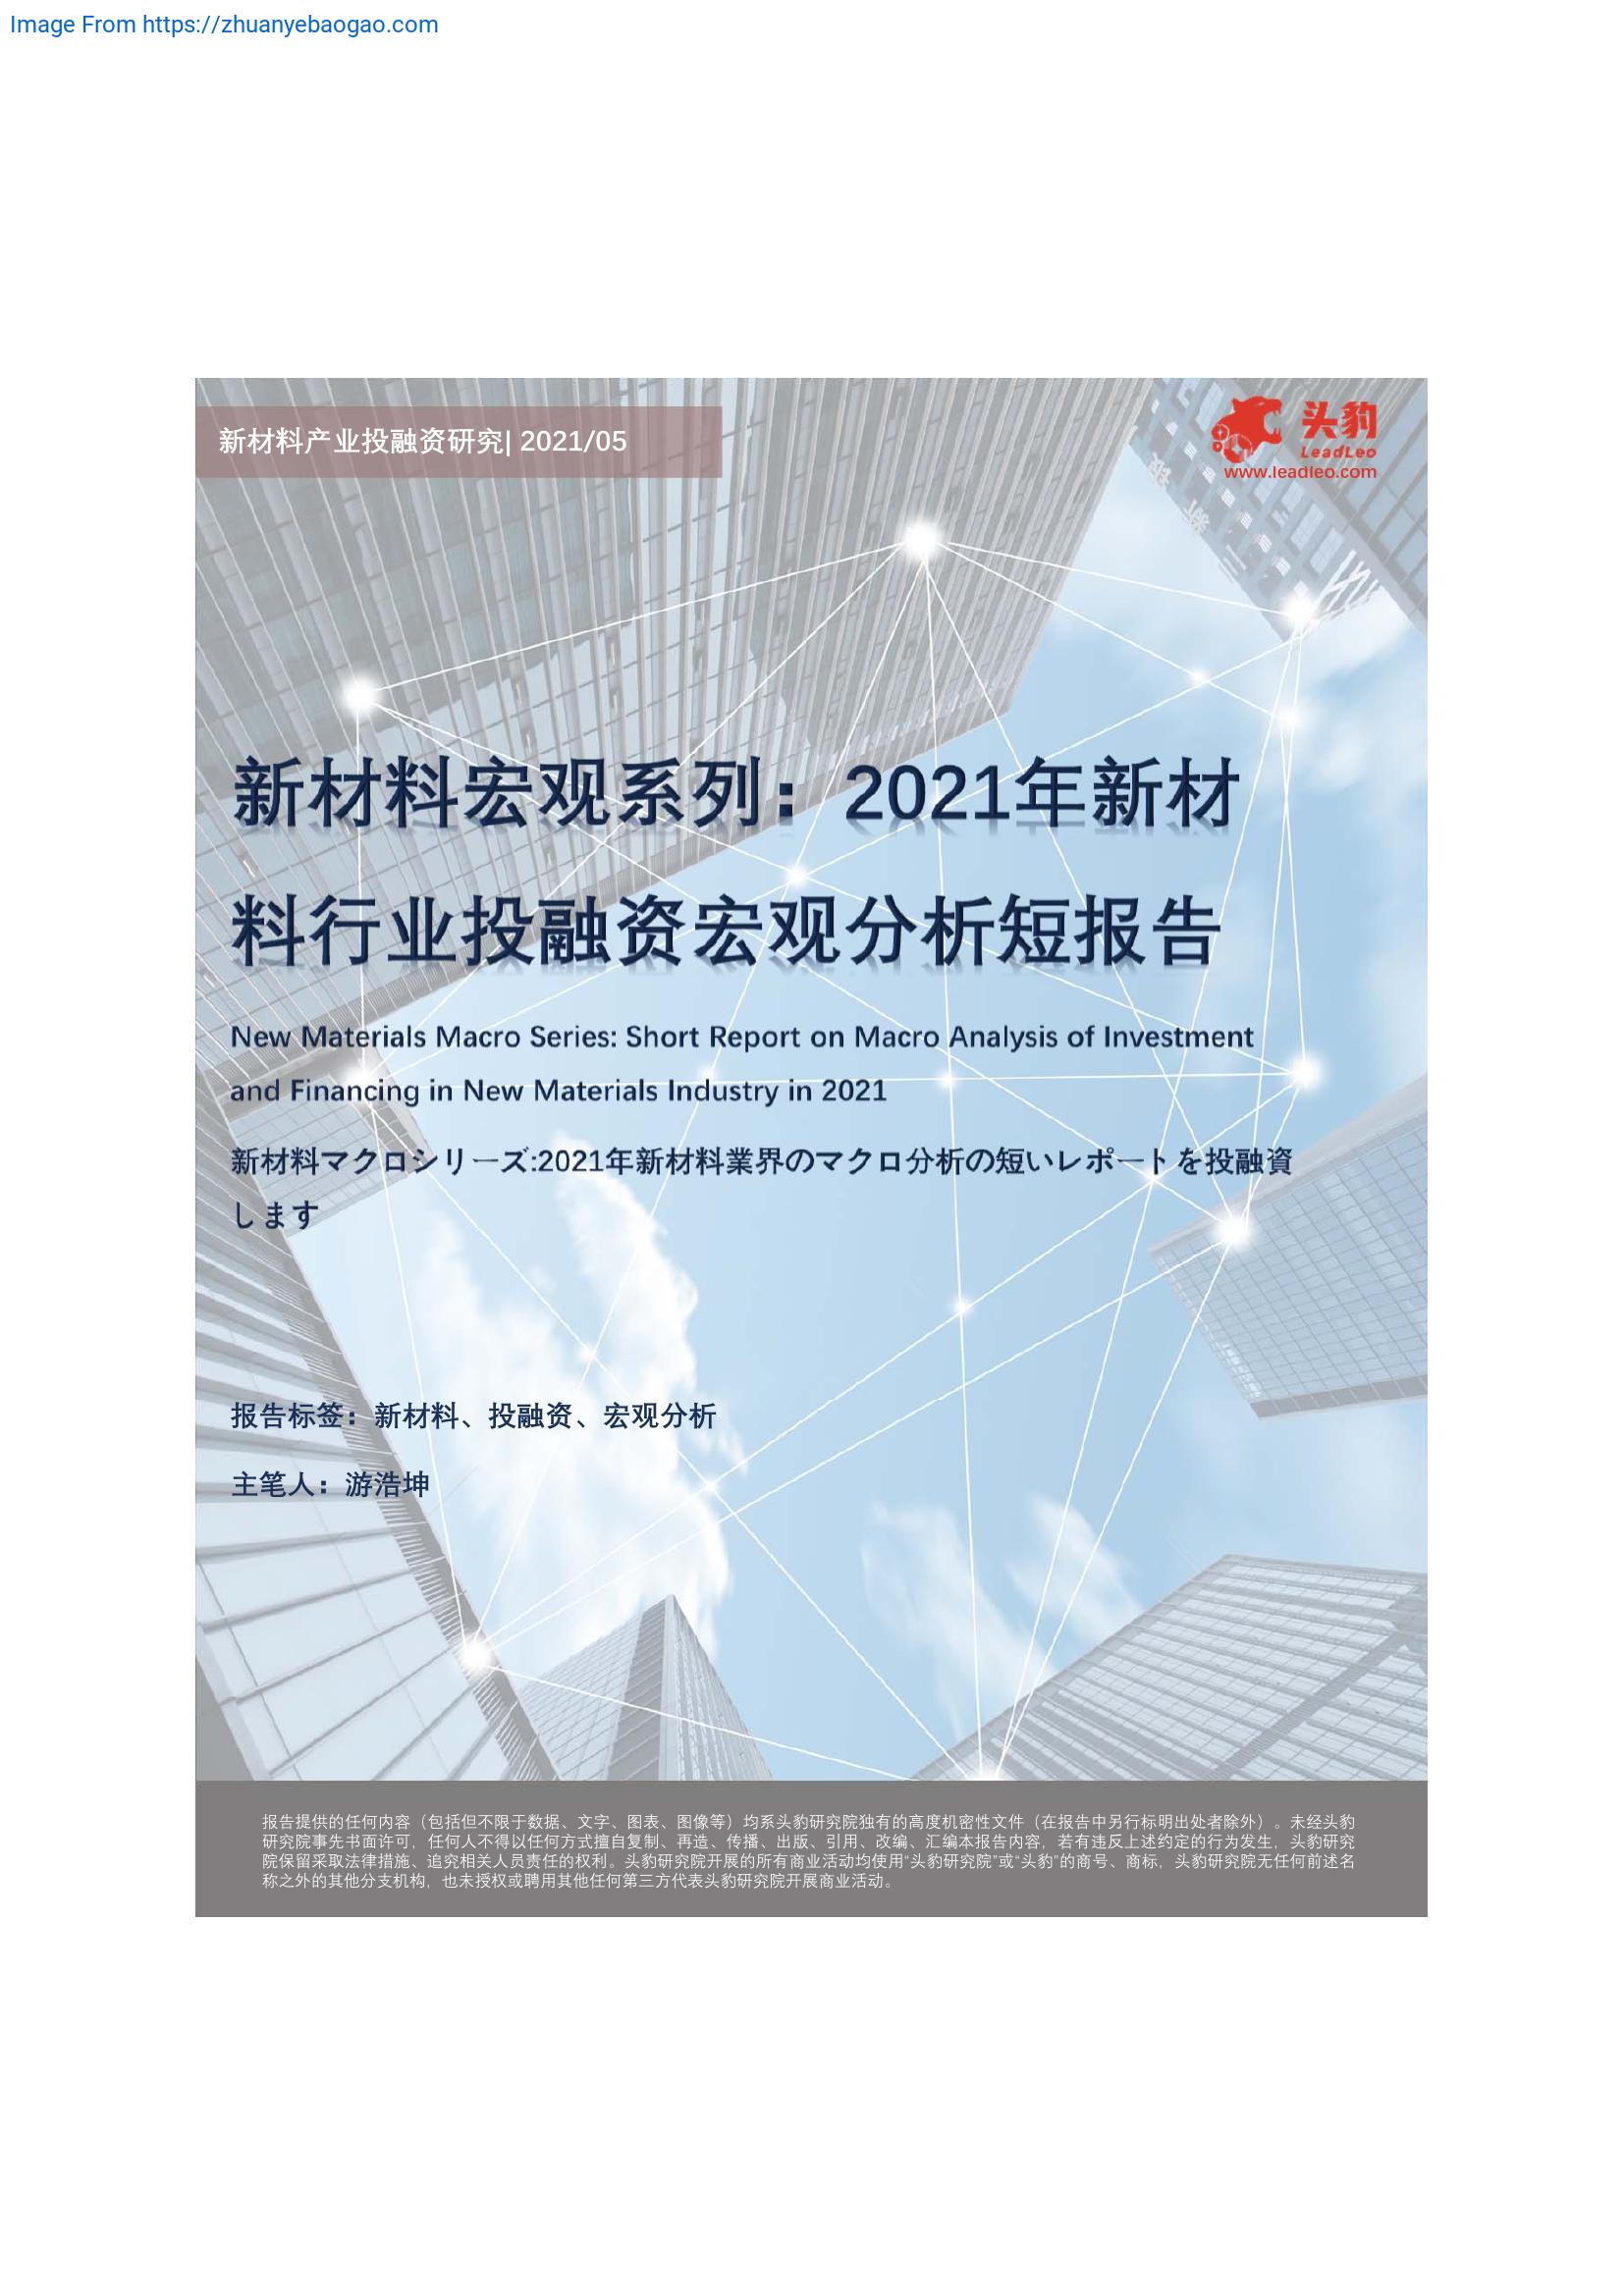 Image From https://zhuanyebaogao.com
新材料产业投融资研究| 2021/05
头豹
LeadLeo
www.leadleo.com
新材料宏观系列：2021年新材
料行业投融资宏观分析短报告
New Materials Macro Series: Short Report on Macro Analysis of Investment
and Financing in New Materials Industry in 2021
新材料マクロシリーズ:2021年新材料業界のマクロ分析の短いレポートを投融資
します
报告标签：新材料、投融资、宏观分析
主笔人：游浩坤
报告提供的任何内容（包括但不限于数据、文字、图表、图像等）均系头豹研究院独有的高度机密性文件（在报告中另行标明出处者除外）。未经头豹
研究院事先书面许可，任何人不得以任何方式擅自复制、再造、传播、出版、引用、改编、汇编本报告内容，若有违反上述约定的行为发生，头豹研究
院保留采取法律措施、追究相关人员责任的权利。头豹研究院开展的所有商业活动均使用“头豹研究院”或“头豹”的商号、商标，头豹研究院无任何前述名
称之外的其他分支机构，也未授权或聘用其他任何第三方代表头豹研究院开展商业活动。